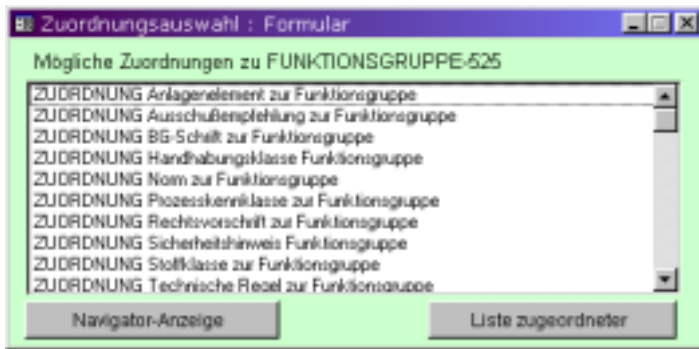 Zuordnungsauswahl : Formular
Mögliche Zuordnungen zu FUNKTIONSGRUPPE-525
ZUORDNUNG Anlagenelement zur Funktionsgruppe
ZUORDNUNG Ausschußempfehlung zur Funktionsgruppe
ZUORDNUNG BG-Schrift zur Funktionsgruppe
ZUORDNUNG Handhabungsklasse Funktionsgruppe
ZUORDNUNG Norm zur Funktionsgruppe
ZUORDNUNG Prozesskennklasse zur Funktionsgruppe
ZUORDNUNG Rechtsvorschrift zur Funktionsgruppe
ZUORDNUNG Sicherheitshinweis Funktionsgruppe
ZUORDNUNG Stoffklasse zur Funktionsgruppe
ZUORDNUNG Technische Regel zur Funktionsgruppe
Navigator-Anzeige Liste zugeordneter